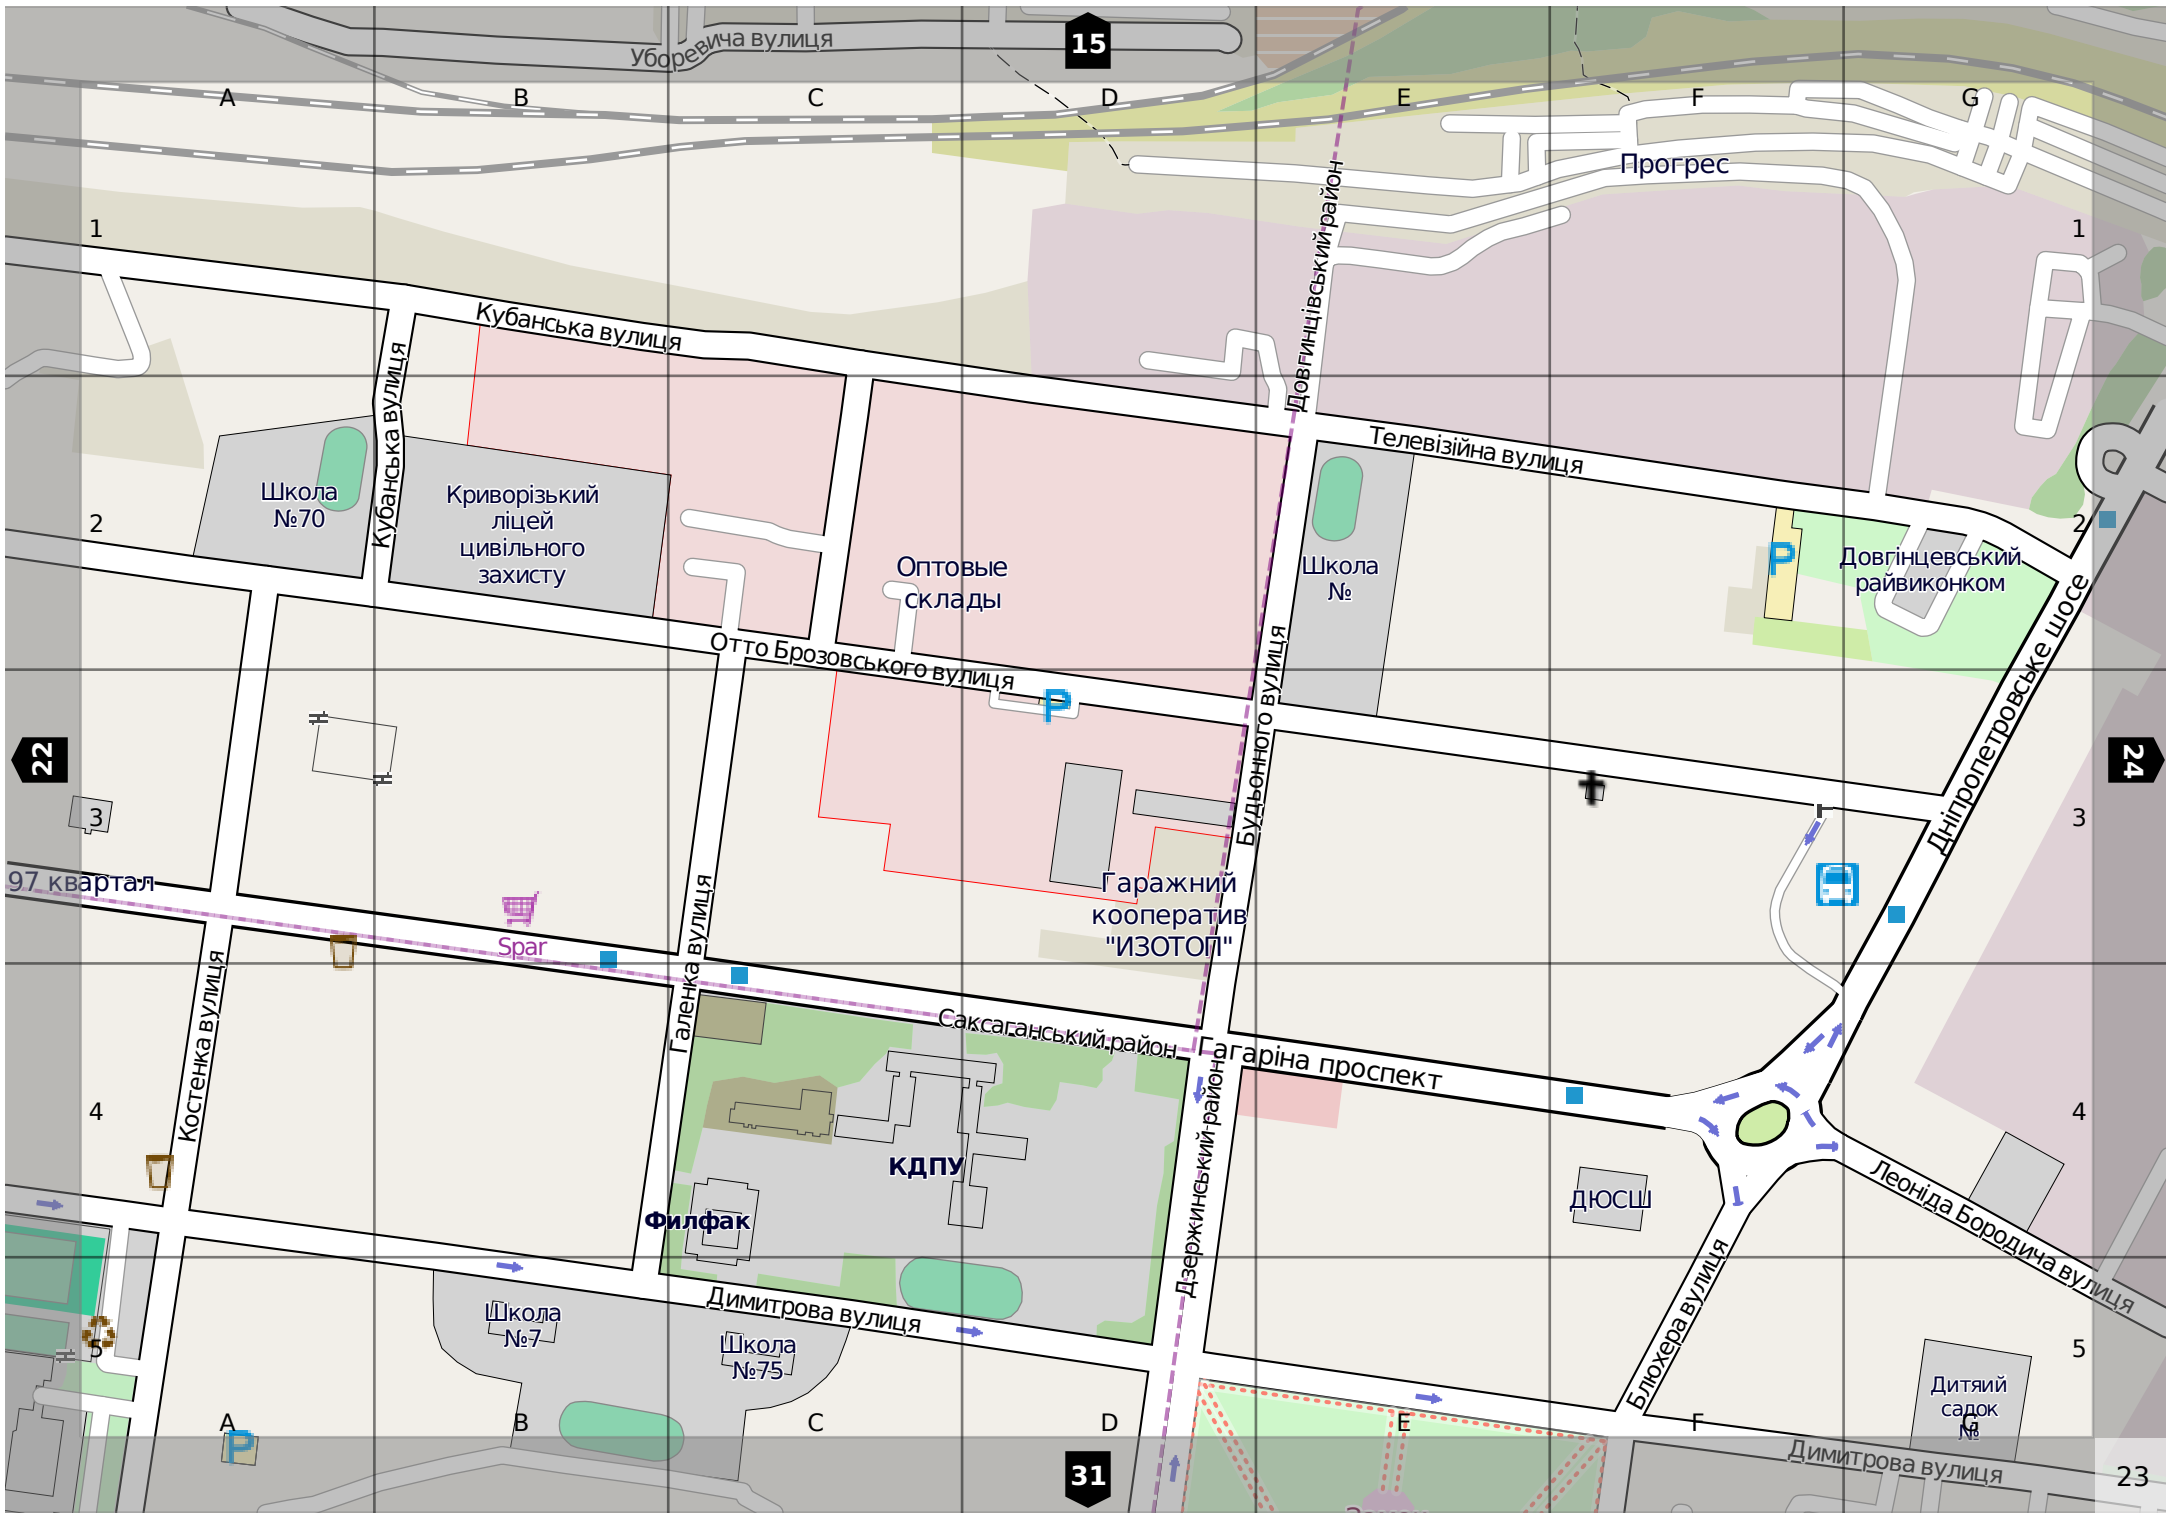 Уборевича вулиця
15
A
B
C
D
E
F
G
Прогрес
1
1
Довгинцівський район
Кубанська вулиця
Кубанська вулиця
Телевізійна вулиця
Школа
№70
Криворізький
ліцей
цивільного
захисту
2
2
Оптовые
склады
Школа
№
Довгінцевський
райвиконком
Отто Брозовського вулиця
Будьонного вулиця
Дніпропетровське шосе
22
24
3
3
97 квартал
Spar
Галенка вулиця
Гаражний
кооператив
"ИЗОТОП"
Костенка вулиця
Саксаганський район
Гагаріна проспект
4
4
КДПУ
Филфак
Дзержинський район
ДЮСШ
Леоніда Бородича вулиця
Школа
№7
Димитрова вулиця
Школа
№75
Блюхера вулиця
5
5
Дитяий
садок
№
A
B
C
D
E
F
G
31
Димитрова вулиця
23